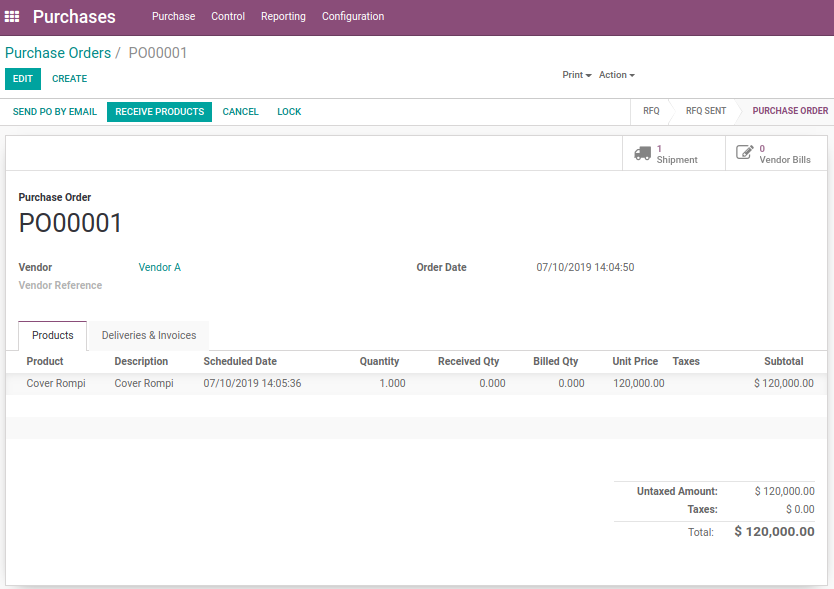 Purchases Purchase Control Reporting Configuration
Purchase Orders / PO00001
EDIT CREATE Print Action
SEND PO BY EMAIL RECEIVE PRODUCTS CANCEL LOCK RFQ RFQ SENT PURCHASE ORDER
1 Shipment
0 Vendor Bills
Purchase Order
PO00001
Vendor Vendor A Order Date 07/10/2019 14:04:50
Vendor Reference
Products Deliveries & Invoices
Product Description Scheduled Date Quantity Received Qty Billed Qty Unit Price Taxes Subtotal
Cover Rompi Cover Rompi 07/10/2019 14:05:36 1.000 0.000 0.000 120,000.00 $ 120,000.00
Untaxed Amount: $ 120,000.00
Taxes: $ 0.00
Total: $ 120,000.00